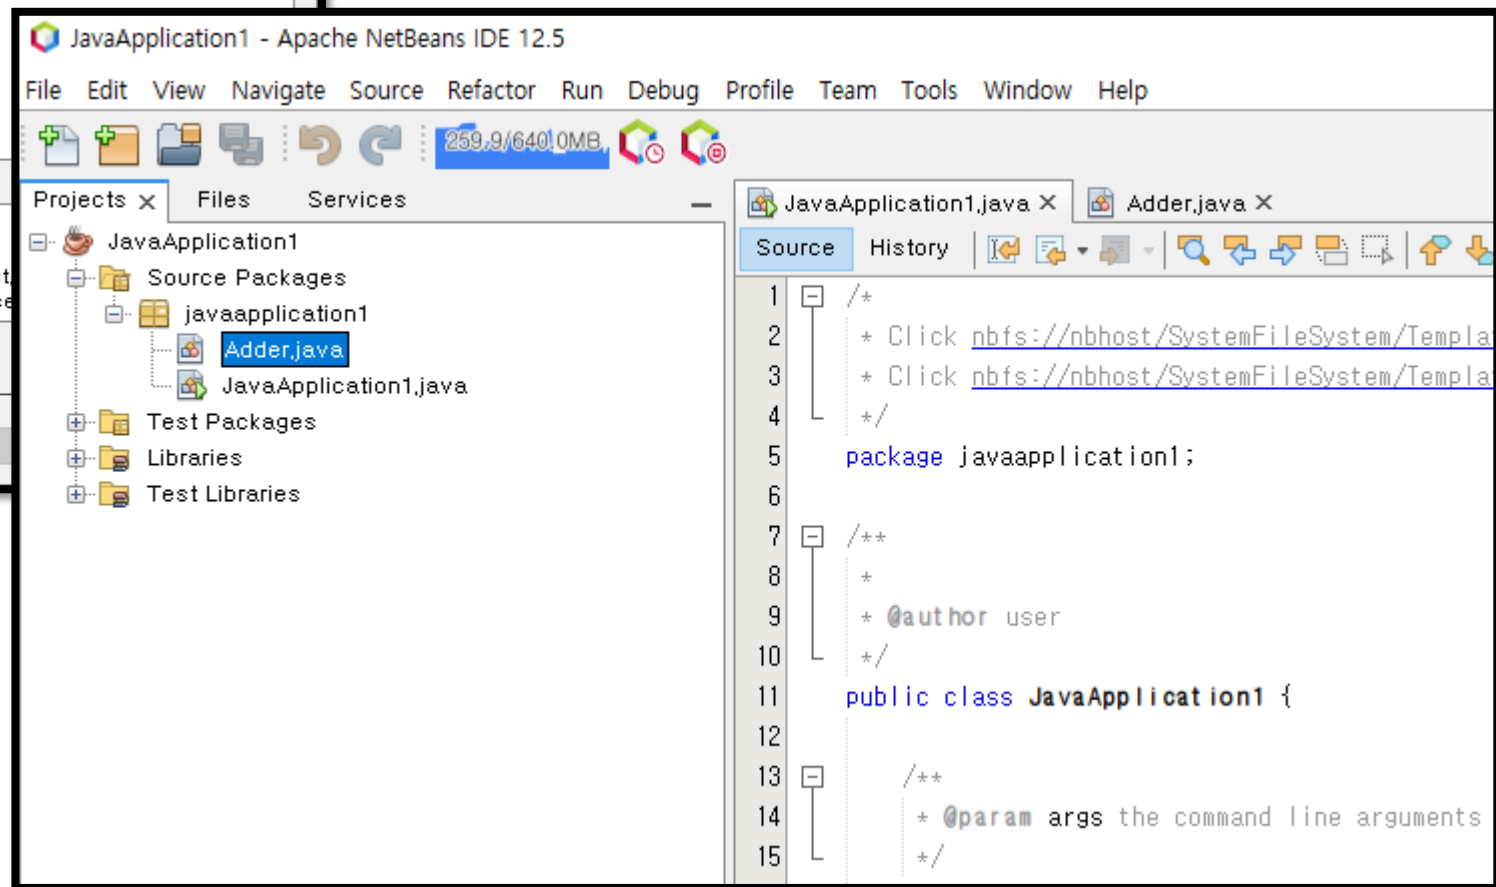 JavaApplication1 - Apache NetBeans IDE 12.5
File Edit View Navigate Source Refactor Run Debug Profile Team Tools Window Help
259.9/640.0MB
Projects Files Services
JavaApplication1
Source Packages
javaapplication1
Adder.java
JavaApplication1.java
Test Packages
Libraries
Test Libraries
JavaApplication1.java Adder.java
Source History
1 /*
2 * Click nbfs://nbhost/SystemFileSystem/Templa
3 * Click nbfs://nbhost/SystemFileSystem/Templa
4 */
5 package javaapplication1;
6
7 /**
8 *
9 * @author user
10 */
11 public class JavaApplication1 {
12
13 /**
14 * @param args the command line arguments
15 */